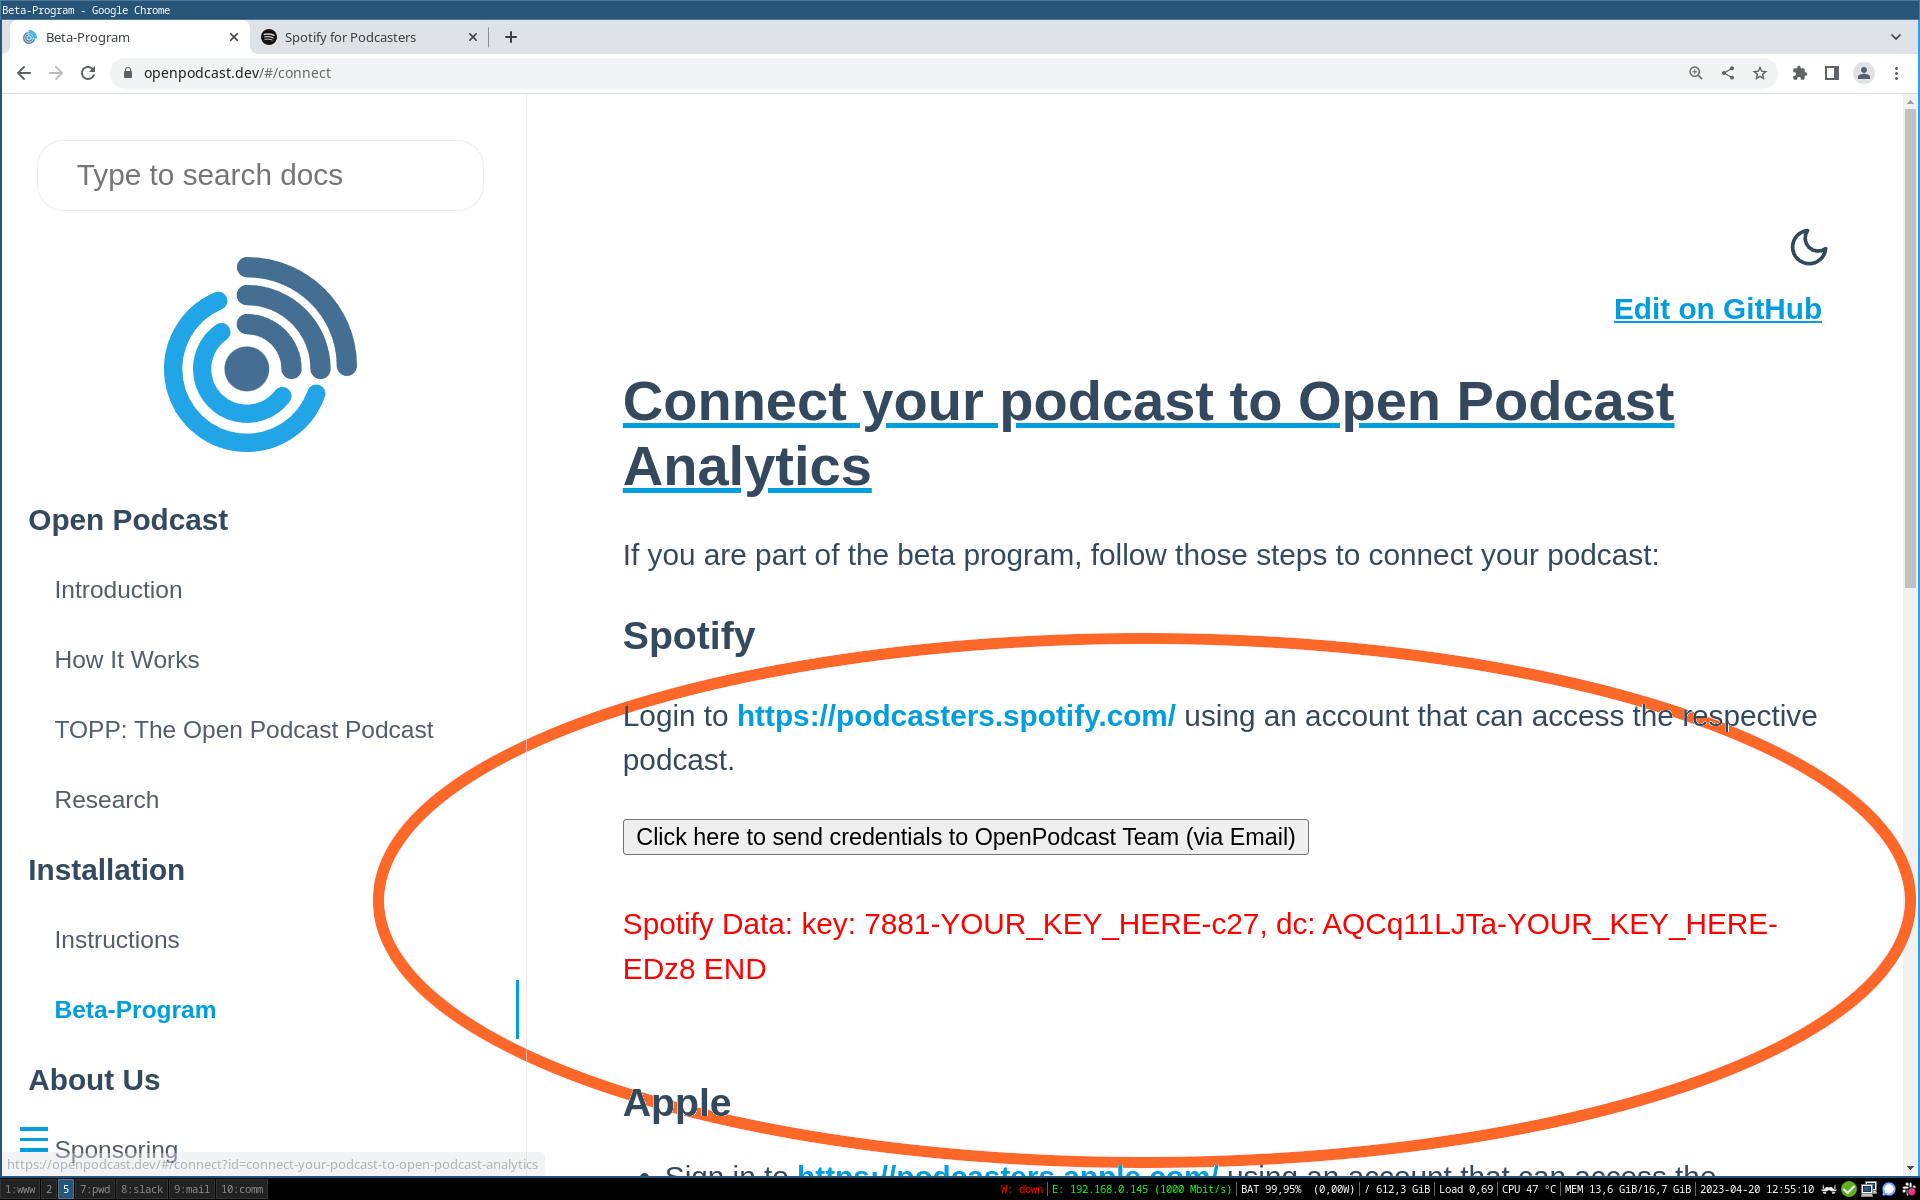 Beta-Program - Google Chrome
Beta-Program
Spotify for Podcasters
openpodcast.dev/#/connect
Type to search docs
Open Podcast
Introduction
How It Works
TOPP: The Open Podcast Podcast
Research
Installation
Instructions
Beta-Program
About Us
Sponsoring
https://openpodcast.dev/#/connect?id=connect-your-podcast-to-open-podcast-analytics
Edit on GitHub
Connect your podcast to Open Podcast
Analytics
If you are part of the beta program, follow those steps to connect your podcast:
Spotify
Login to https://podcasters.spotify.com/ using an account that can access the respective
podcast.
Click here to send credentials to OpenPodcast Team (via Email)
Spotify Data: key: 7881-YOUR_KEY_HERE-c27, dc: AQCq11LJTa-YOUR_KEY_HERE-
EDz8 END
Apple
Sign in to https://podcasters.apple.com/ using an account that can access the
1:www 2 5 7:pwd 8:slack 9:mail 10:comm W: down E: 192.168.0.145 (1000 Mbit/s) BAT 99,95% (0,00W) / 612,3 GiB Load 0,69 CPU 47 °C MEM 13,6 GiB/16,7 GiB 2023-04-20 12:55:10